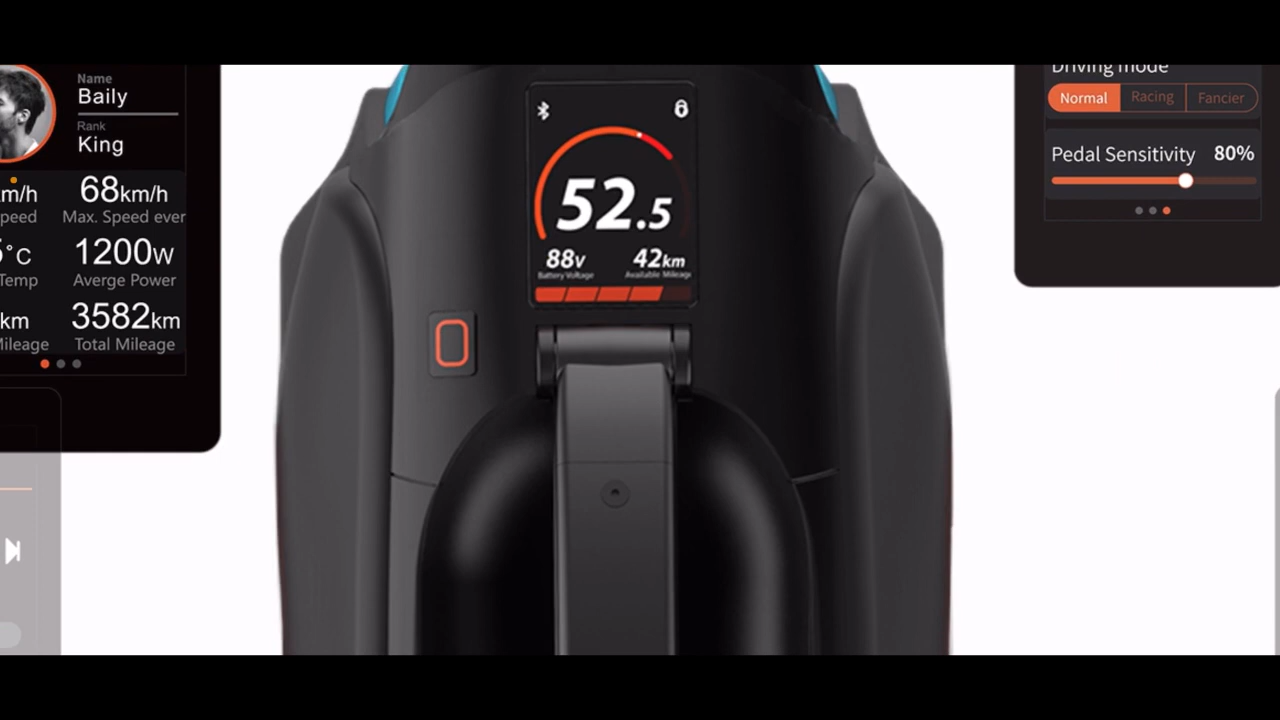 Name
Baily
Rank
King
m/h 68km/h
peed Max. Speed ever
°C 1200W
Temp Averge Power
km 3582km
Mileage Total Mileage
52.5
88V 42km
Battery Voltage Available Mileage
Driving mode
Normal Racing Fancier
Pedal Sensitivity 80%